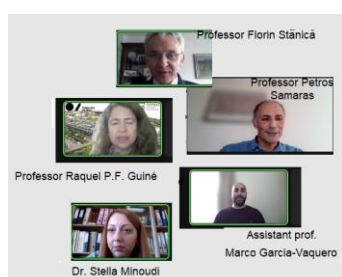 Professor Florin Stănică
Professor Petros
Samaras
Professor Raquel P.F. Guiné
Assistant prof.
Marco Garcia-Vaquero
Dr. Stella Minoudi